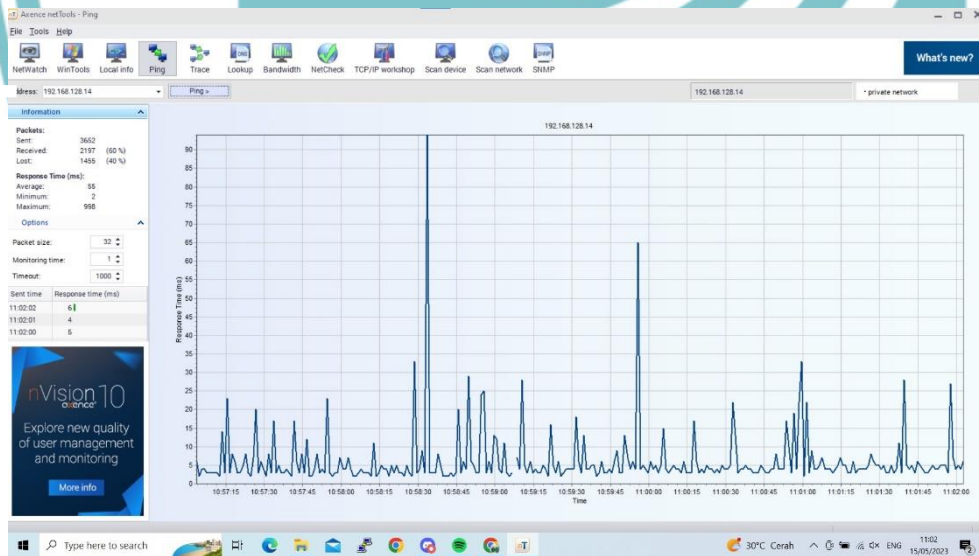 Axence netTools - Ping
File Tools Help
NetWatch WinTools Local info Ping Trace Lookup Bandwidth NetCheck TCP/IP workshop Scan device Scan network SNMP
What's new?
ddress: 192.168.128.14 Ping > 192.168.128.14 private network
Information
Packets:
Sent: 3652
Received: 2197 (60 %)
Lost: 1455 (40 %)
Response Time (ms):
Average: 55
Minimum: 2
Maximum: 998
Options
Packet size: 32
Monitoring time: 1
Timeout: 1000
Sent time Response time (ms)
11:02:02 6
11:02:01 4
11:02:00 5
nVision 10
axence
Explore new quality
of user management
and monitoring
More info
192.168.128.14
90
85
80
75
70
65
60
55
50
45
40
35
30
25
20
15
10
5
0
Response Time (ms)
10:57:15 10:57:30 10:57:45 10:58:00 10:58:15 10:58:30 10:58:45 10:59:00 10:59:15 10:59:30 10:59:45 11:00:00 11:00:15 11:00:30 11:00:45 11:01:00 11:01:15 11:01:30 11:01:45 11:02:00
Time
Type here to search
30°C Cerah
ENG
11:02
15/05/2023